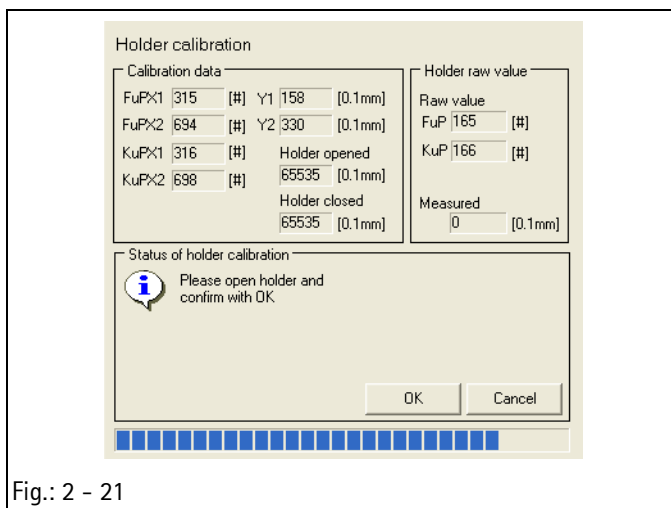 Holder calibration
Calibration data
FuPX1 315 [#] Y1 158 [0.1mm]
FuPX2 694 [#] Y2 330 [0.1mm]
KuPX1 316 [#] Holder opened
65535 [0.1mm]
KuPX2 698 [#]
Holder closed
65535 [0.1mm]
Holder raw value
Raw value
FuP 165 [#]
KuP 166 [#]
Measured
0 [0.1mm]
Status of holder calibration
Please open holder and
confirm with OK
OK Cancel
Fig.: 2 - 21